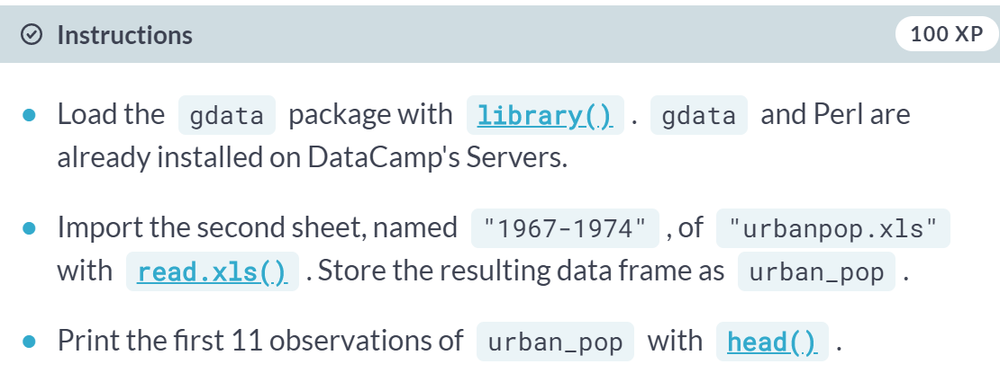 Instructions 100 XP
Load the gdata package with library() . gdata and Perl are
already installed on DataCamp's Servers.
Import the second sheet, named "1967-1974" , of "urbanpop.xls"
with read.xls() . Store the resulting data frame as urban_pop .
Print the first 11 observations of urban_pop with head() .